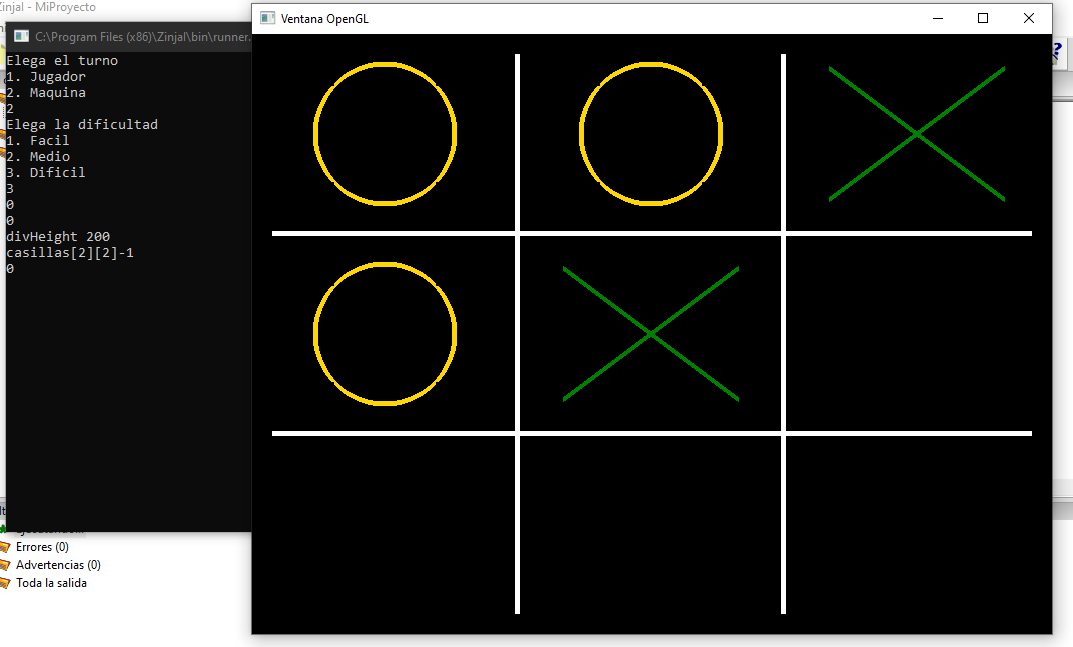 Zinjal - MiProyecto
C:\Program Files (x86)\Zinjal\bin\runner.
Elega el turno
1. Jugador
2. Maquina
2
Elega la dificultad
1. Facil
2. Medio
3. Dificil
3
0
0
divHeight 200
casillas[2][2]-1
0
Ventana OpenGL
Errores (0)
Advertencias (0)
Toda la salida